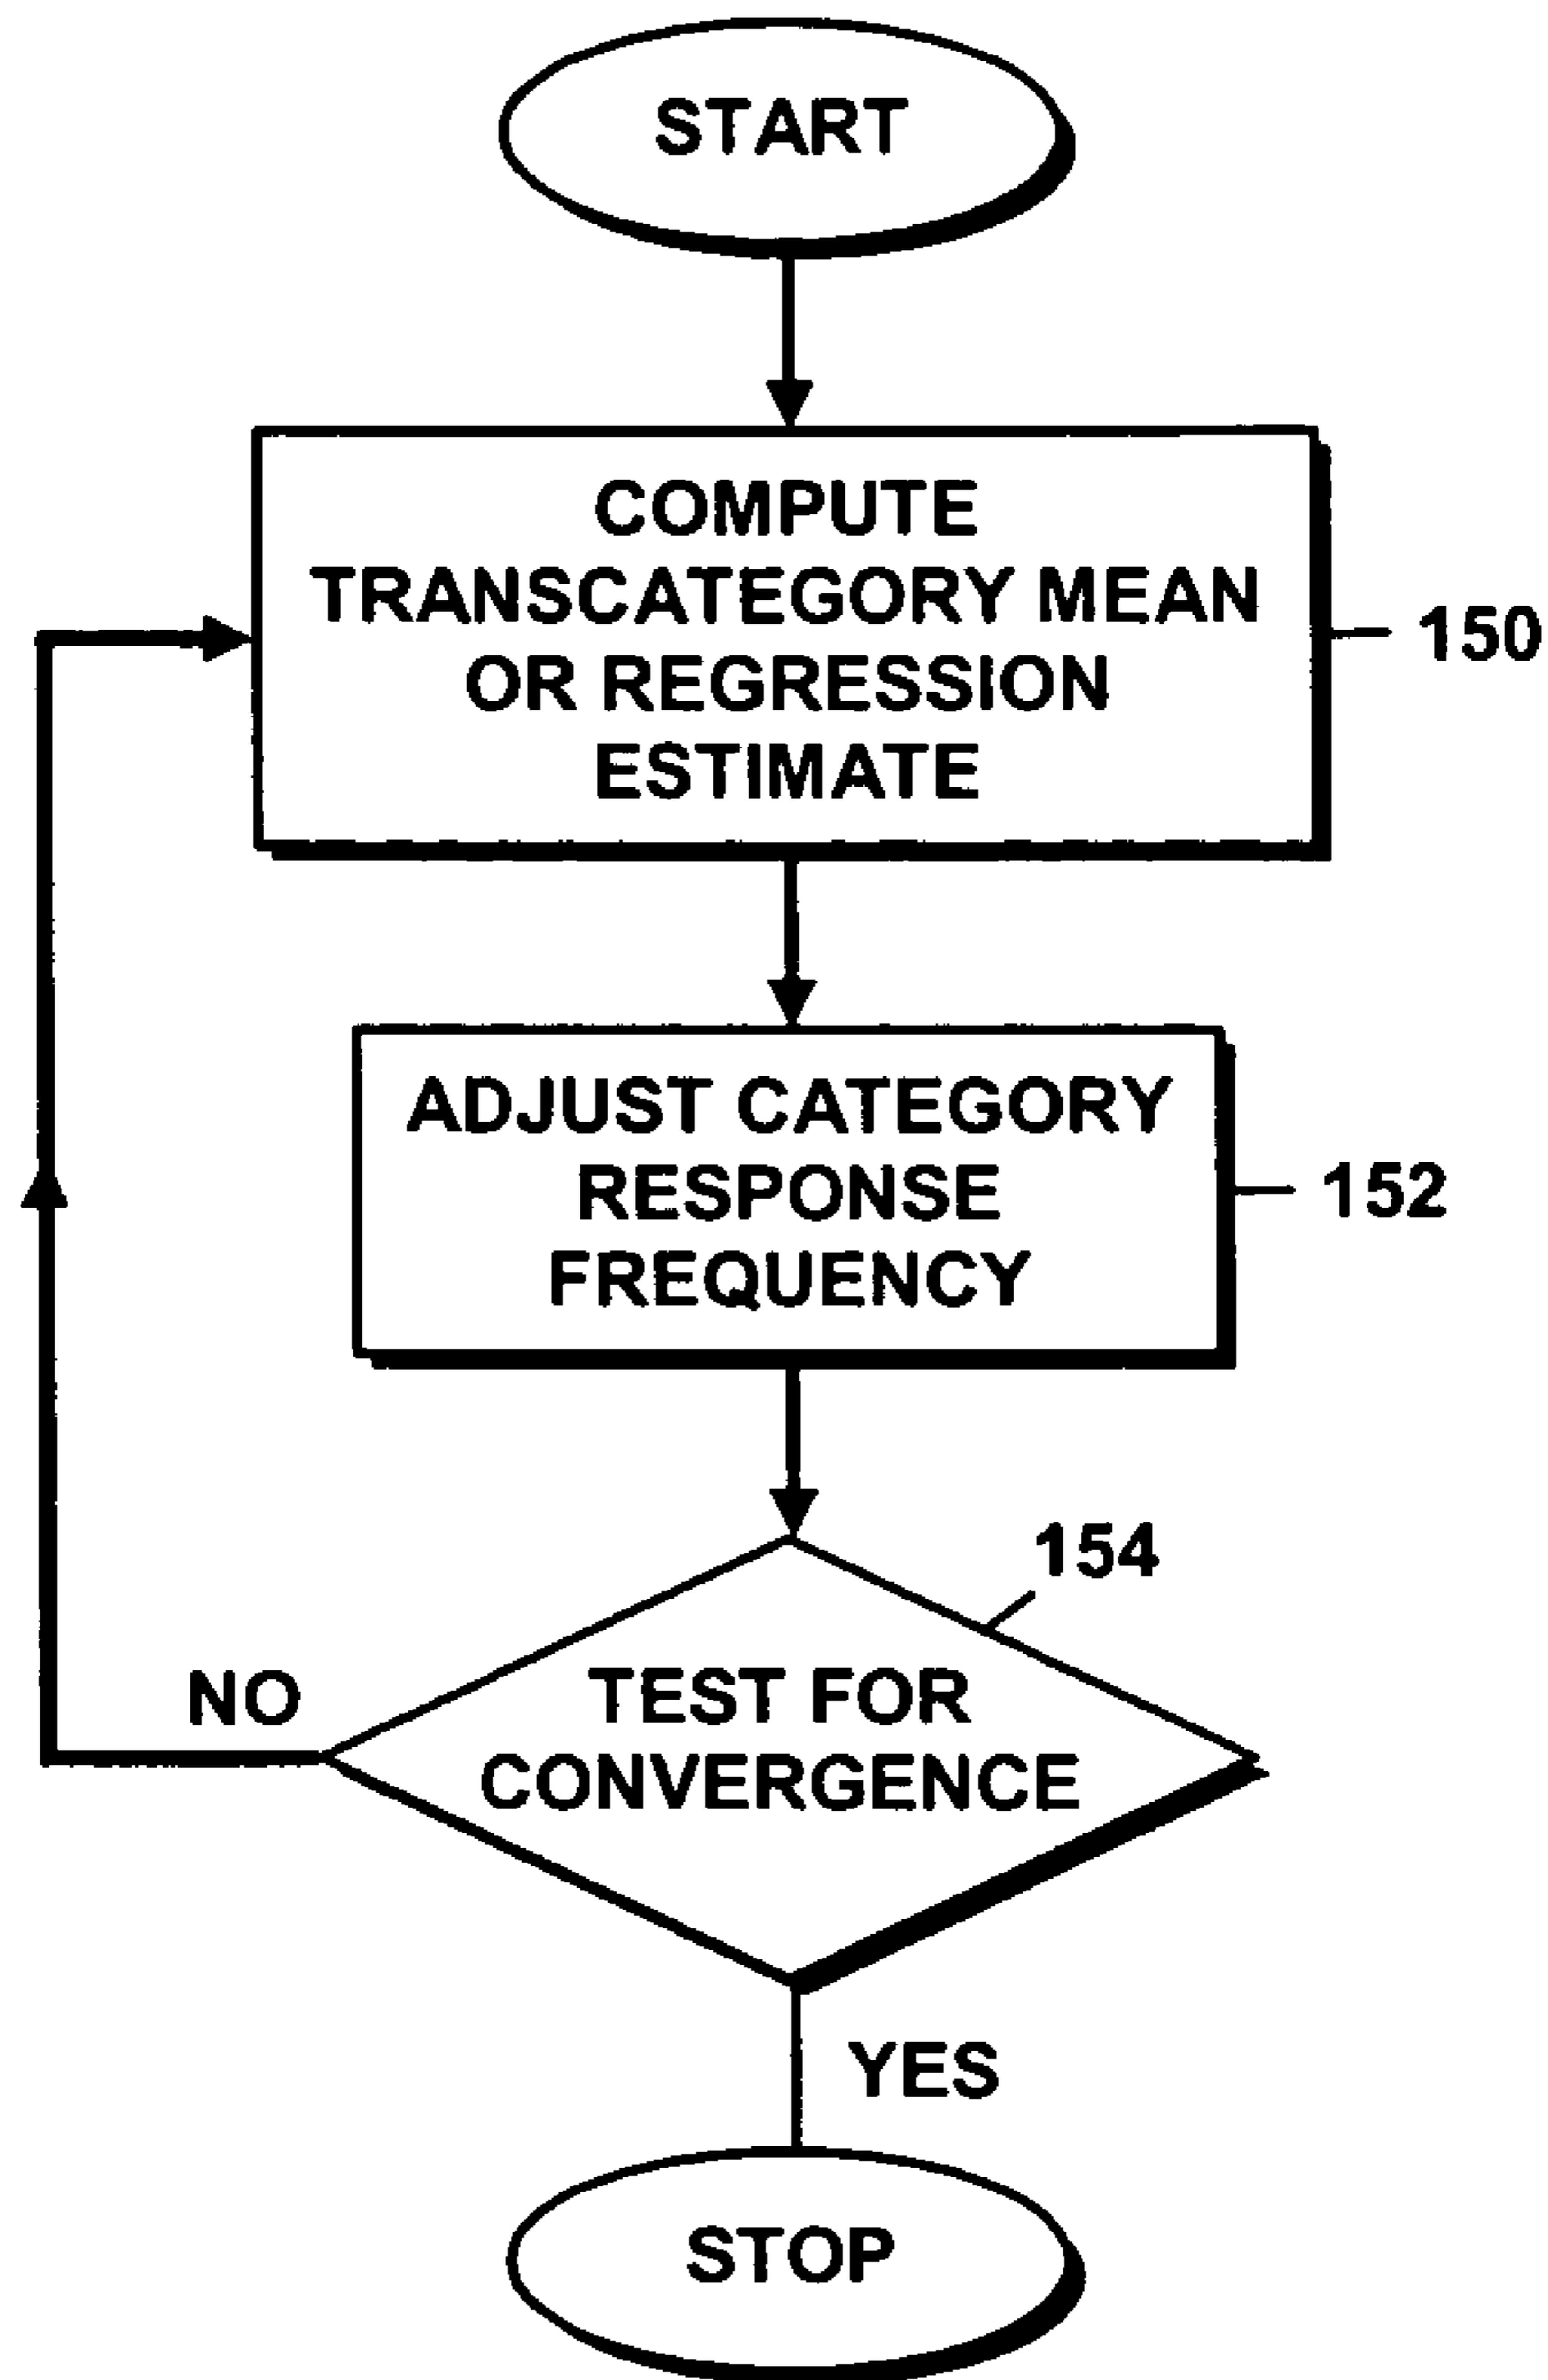 START
COMPUTE
TRANSCATEGORY MEAN
OR REGRESSION
ESTIMATE
150
ADJUST CATEGORY
RESPONSE
FREQUENCY
152
154
TEST FOR
CONVERGENCE
NO
YES
STOP